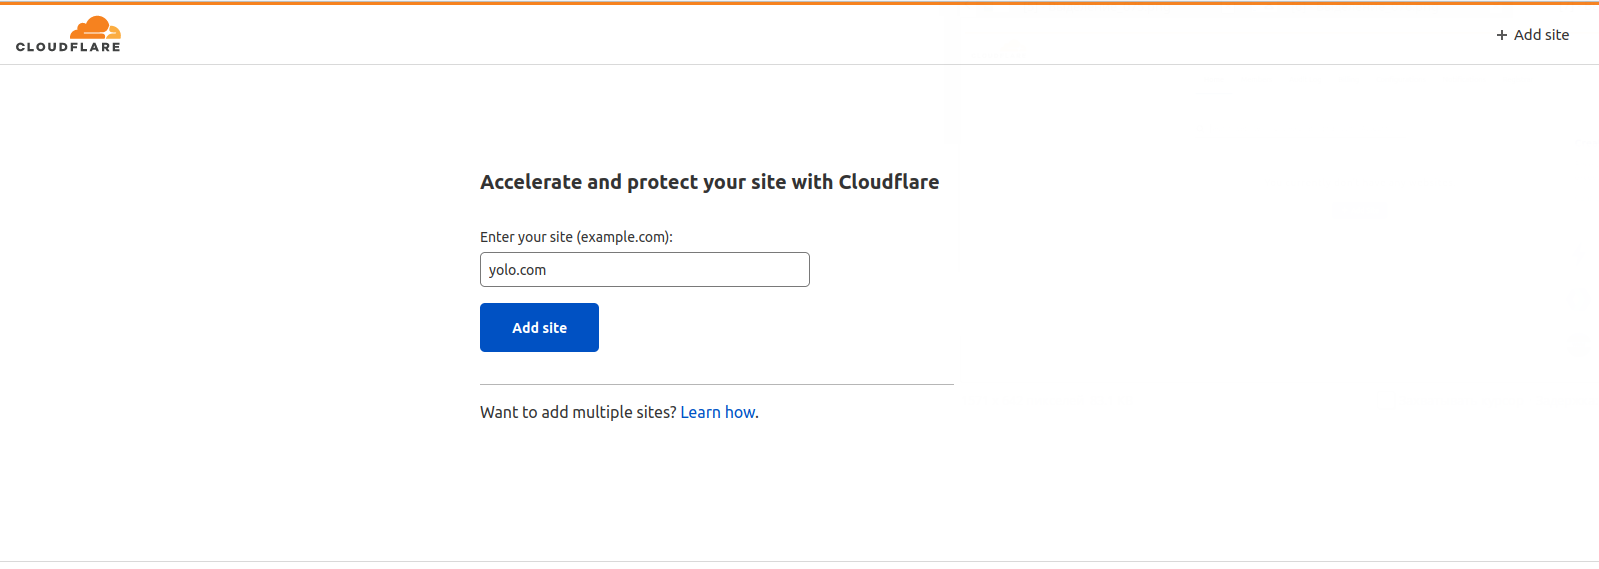 CLOUDFLARE
+ Add site
Accelerate and protect your site with Cloudflare
Enter your site (example.com):
yolo.com
Add site
Want to add multiple sites? Learn how.